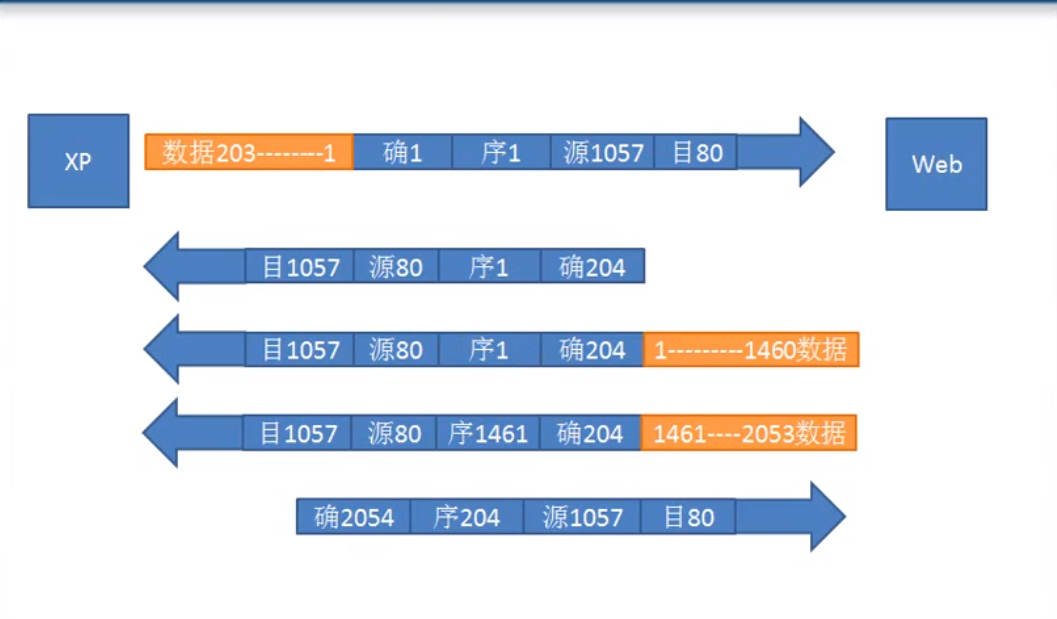 XP
数据203--------1 确1 序1 源1057 目80
Web
目1057 源80 序1 确204
目1057 源80 序1 确204 1---------1460数据
目1057 源80 序1461 确204 1461----2053数据
确2054 序204 源1057 目80